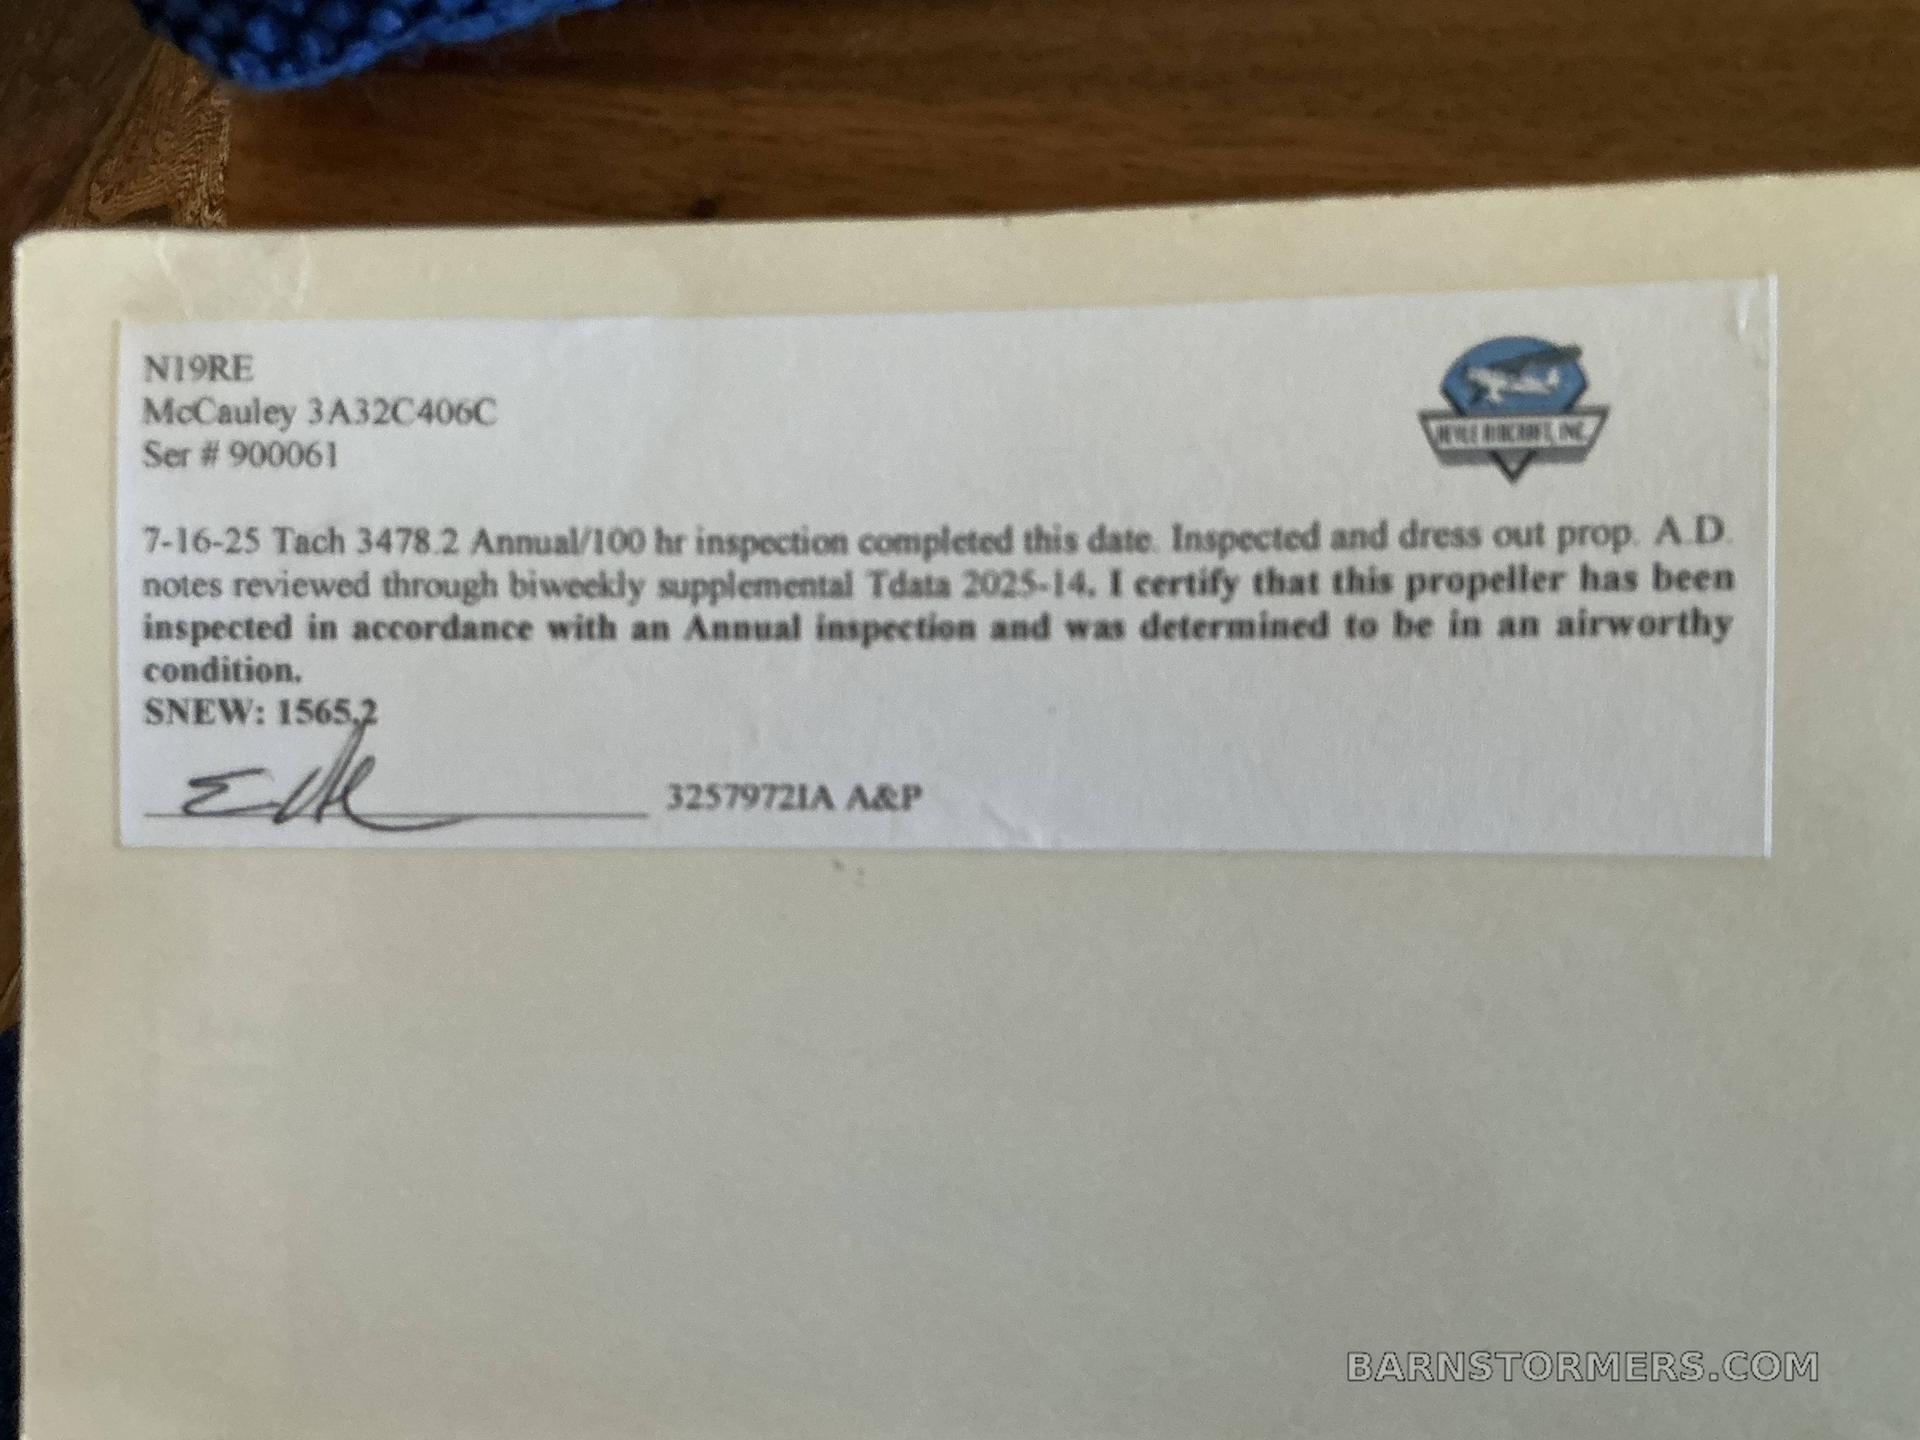 N19RE
McCauley 3A32C406C
Ser # 900061
AIRCRAFT, INC.
7-16-25 Tach 3478.2 Annual/100 hr inspection completed this date. Inspected and dress out prop. A.D.
notes reviewed through biweekly supplemental Tdata 2025-14. I certify that this propeller has been
inspected in accordance with an Annual inspection and was determined to be in an airworthy
condition.
SNEW: 1565.2
3257972IA A&P
BARNSTORMERS.COM